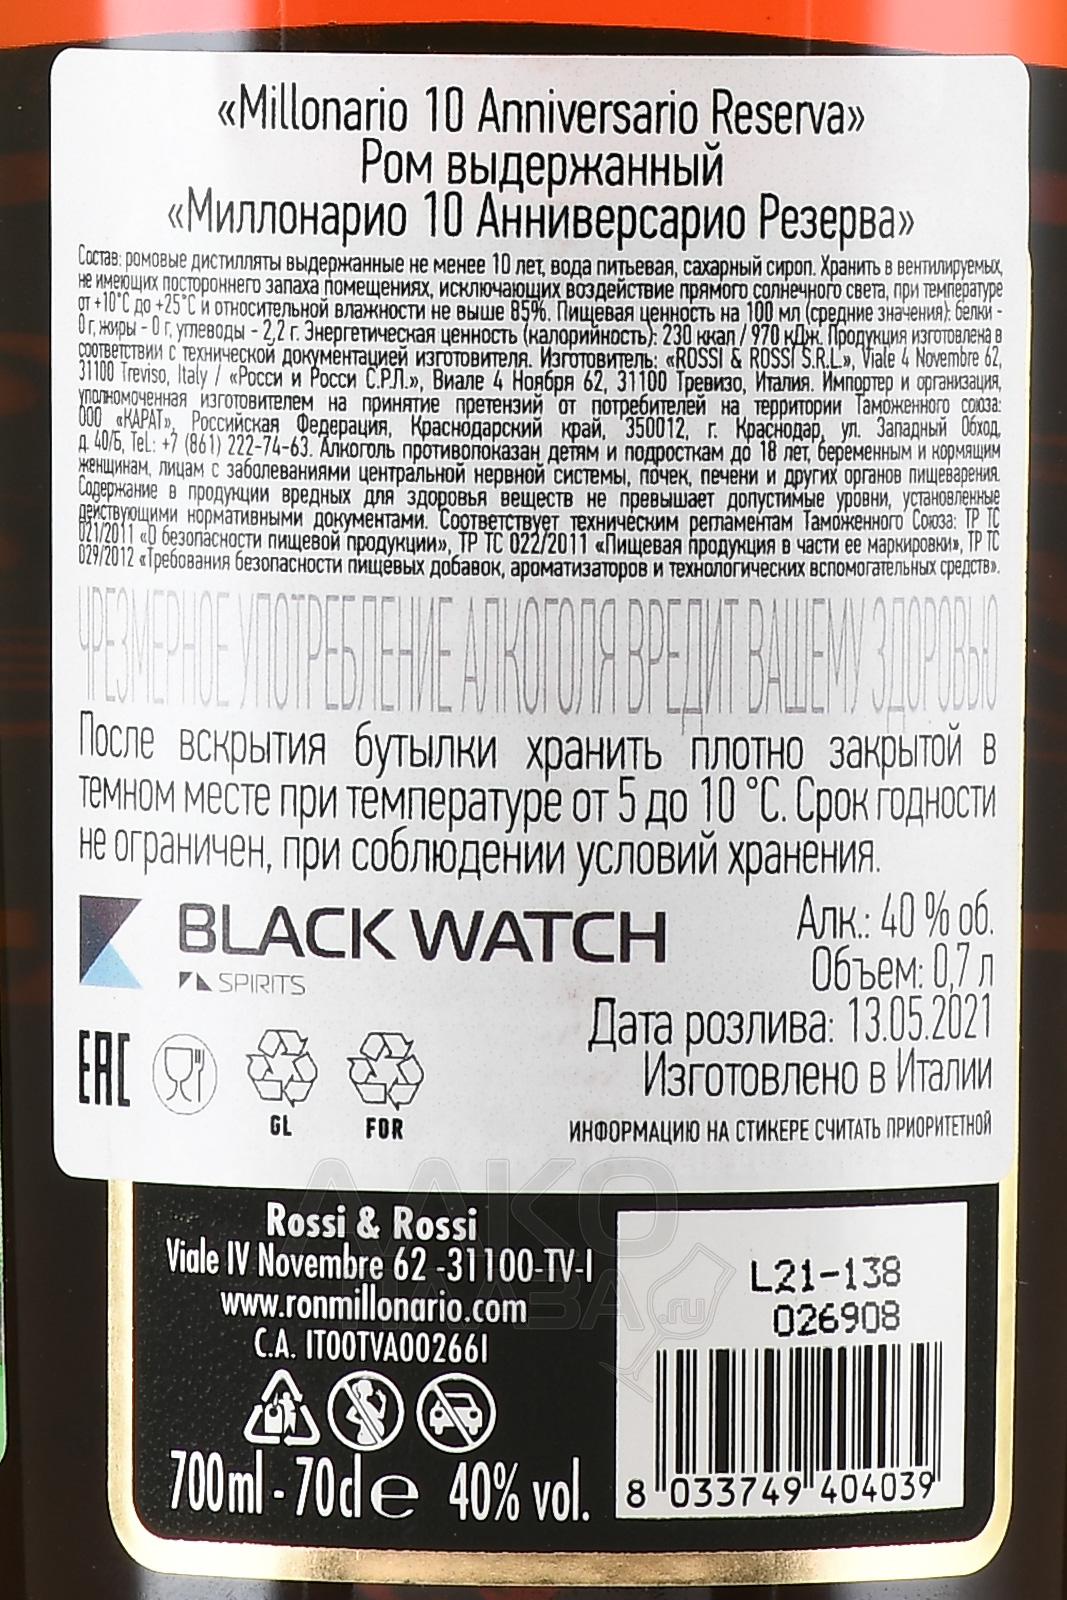 «Millonario 10 Anniversario Reserva»
Ром выдержанный
«Миллонарио 10 Анниверсарио Резерва»
Состав: ромовые дистилляты выдержанные не менее 10 лет, вода питьевая, сахарный сироп. Хранить в вентилируемых,
не имеющих постороннего запаха помещениях, исключающих воздействие прямого солнечного света, при температуре
от +10°С до +25°С и относительной влажности не выше 85%. Пищевая ценность на 100 мл (средние значения): белки -
0 г, жиры - 0 г, углеводы - 2,2 г. Энергетическая ценность (калорийность): 230 ккал / 970 кДж. Продукция изготовлена в
соответствии с технической документацией изготовителя. Изготовитель: «ROSSI & ROSSI S.R.L.», Viale 4 Novembre 62,
31100 Treviso, Italy / «Росси и Росси С.РЛ.», Виале 4 Ноября 62, 31100 Тревизо, Италия. Импортер и организация,
уполномоченная изготовителем на принятие претензий от потребителей на территории Таможенного союза:
ООО «КАРАТ», Российская Федерация, Краснодарский край, 350012, г. Краснодар, ул. Западный Обход,
д. 40/Б, Tel.: +7 (861) 222-74-63. Алкоголь противопоказан детям и подросткам до 18 лет, беременным и кормящим
женщинам, лицам с заболеваниями центральной нервной системы, почек, печени и других органов пищеварения.
Содержание в продукции вредных для здоровья веществ не превышает допустимые уровни, установленные
действующими нормативными документами. Соответствует техническим регламентам Таможенного Союза: ТР ТС
021/2011 «О безопасности пищевой продукции», ТР ТС 022/2011 «Пищевая продукция в части ее маркировки», ТР ТС
029/2012 «Требования безопасности пищевых добавок, ароматизаторов и технологических вспомогательных средств».
ЧРЕЗМЕРНОЕ УПОТРЕБЛЕНИЕ АЛКОГОЛЯ ВРЕДИТ ВАШЕМУ ЗДОРОВЬЮ
После вскрытия бутылки хранить плотно закрытой в
темном месте при температуре от 5 до 10 °С. Срок годности
не ограничен, при соблюдении условий хранения.
BLACK WATCH
SPIRITS
Алк.: 40 % об.
Объем: 0,7 л
Дата розлива: 13.05.2021
Изготовлено в Италии
EAC
GL
FOR
ИНФОРМАЦИЮ НА СТИКЕРЕ СЧИТАТЬ ПРИОРИТЕТНОЙ
АЛКО
ЛАВА
.ru
Rossi & Rossi
Viale IV Novembre 62 -31100-TV-I
www.ronmillonario.com
C.A. IT00TVA00266I
700ml - 70cl e 40% vol.
L21-138
026908
8 033749 404039